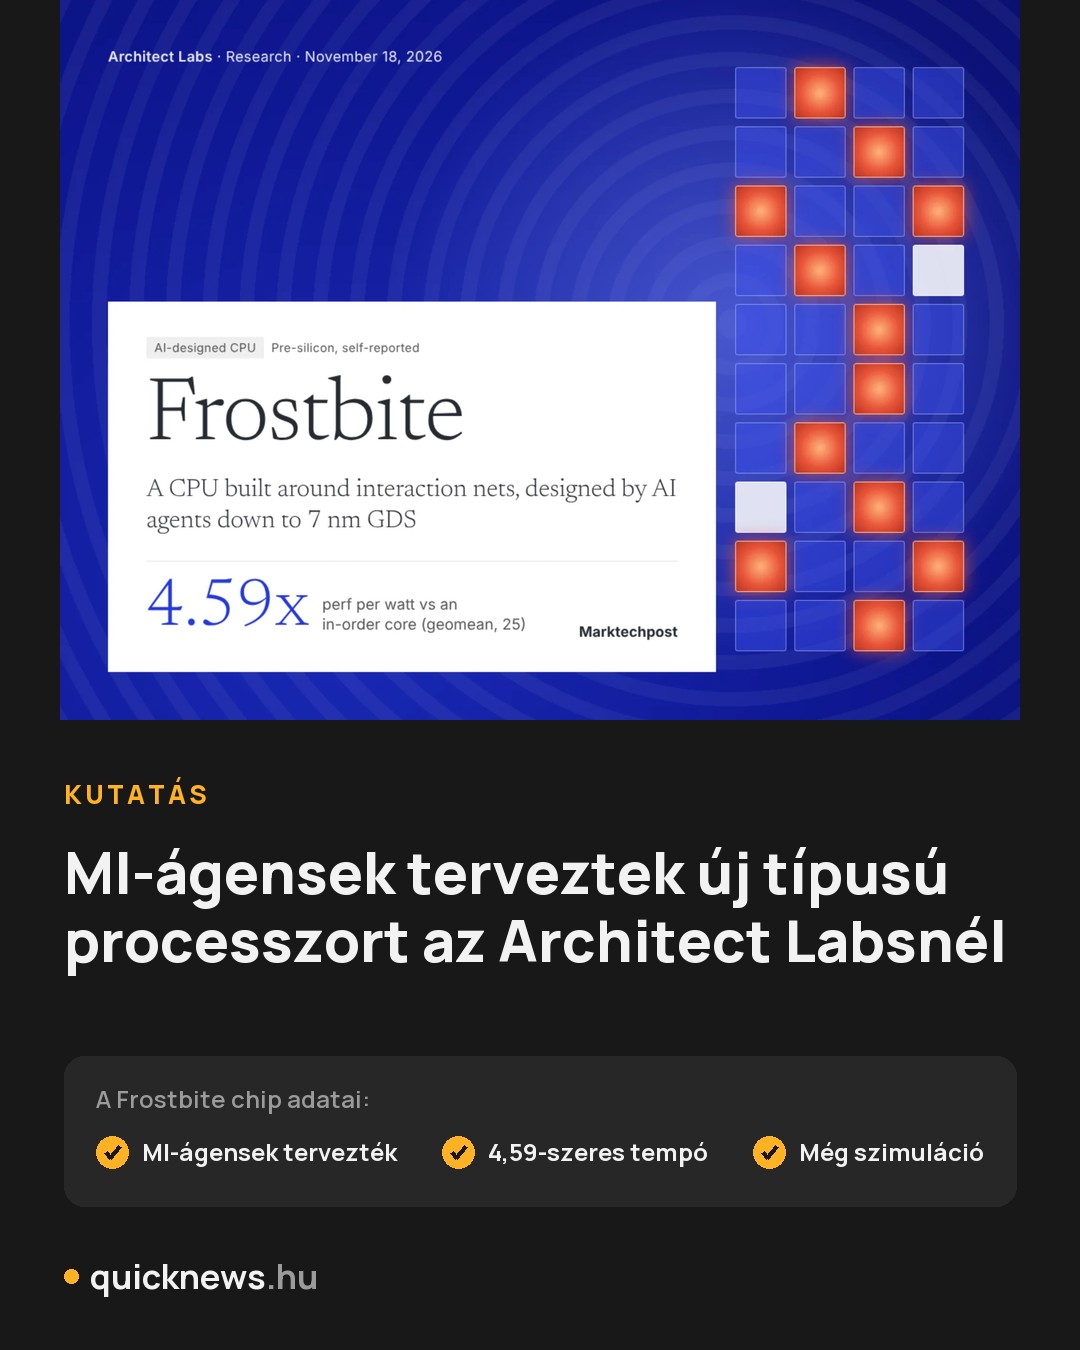 Architect Labs · Research · November 18, 2026
AI-designed CPU Pre-silicon, self-reported
Frostbite
A CPU built around interaction nets, designed by AI
agents down to 7 nm GDS
4.59x perf per watt vs an
in-order core (geomean, 25)
Marktechpost
KUTATÁS
MI-ágensek terveztek új típusú
processzort az Architect Labsnél
A Frostbite chip adatai:
MI-ágensek tervezték 4,59-szeres tempó Még szimuláció
quicknews.hu